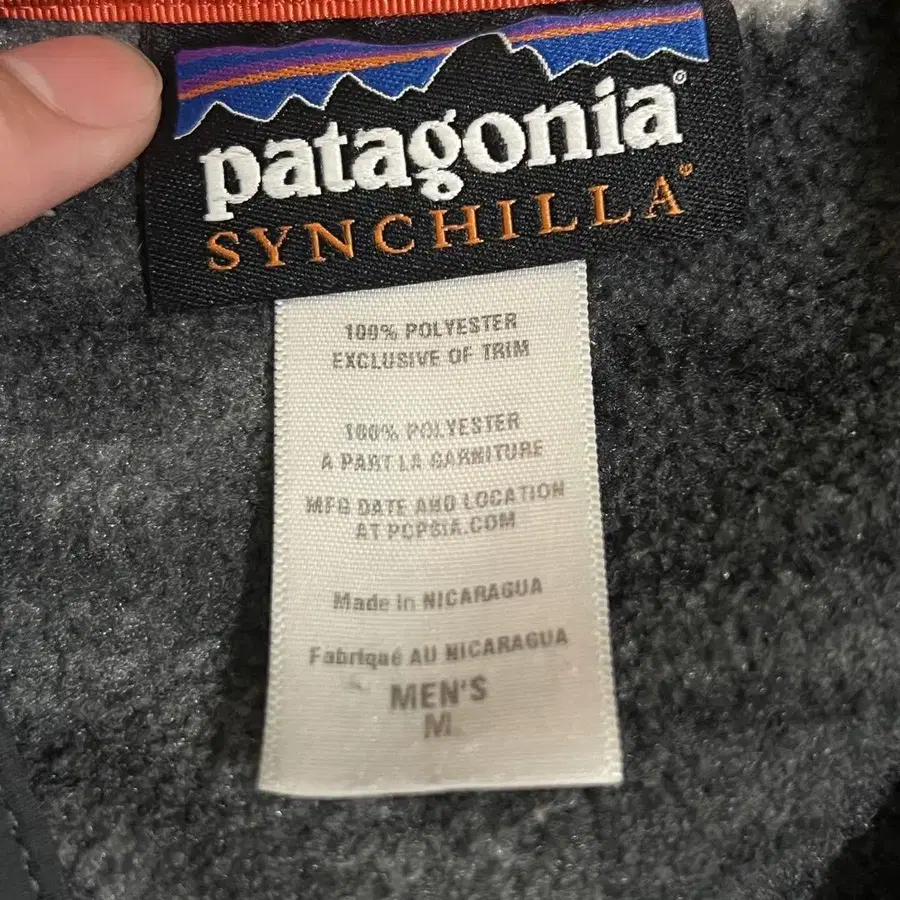 patagonia®
SYNCHILLA®
100% POLYESTER
EXCLUSIVE OF TRIM
100% POLYESTER
A PART LA GARNITURE
MFG DATE AND LOCATION
AT PCPSIA.COM
Made in NICARAGUA
Fabriqué AU NICARAGUA
MEN'S
M